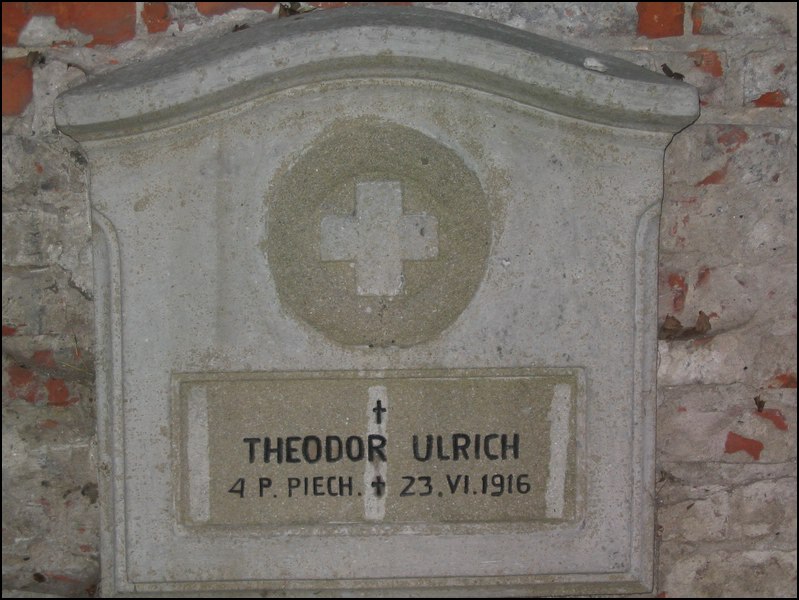 ✝
THEODOR ULRICH
4 P. PIECH. ✝ 23.VI.1916